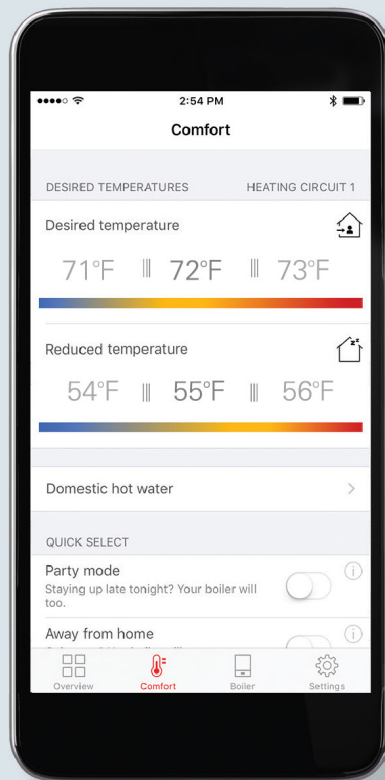 2:54 PM
Comfort
DESIRED TEMPERATURES HEATING CIRCUIT 1
Desired temperature
71°F 72°F 73°F
Reduced temperature
zz
54°F 55°F 56°F
Domestic hot water
QUICK SELECT
Party mode
Staying up late tonight? Your boiler will
too.
Away from home
Overview Comfort Boiler Settings